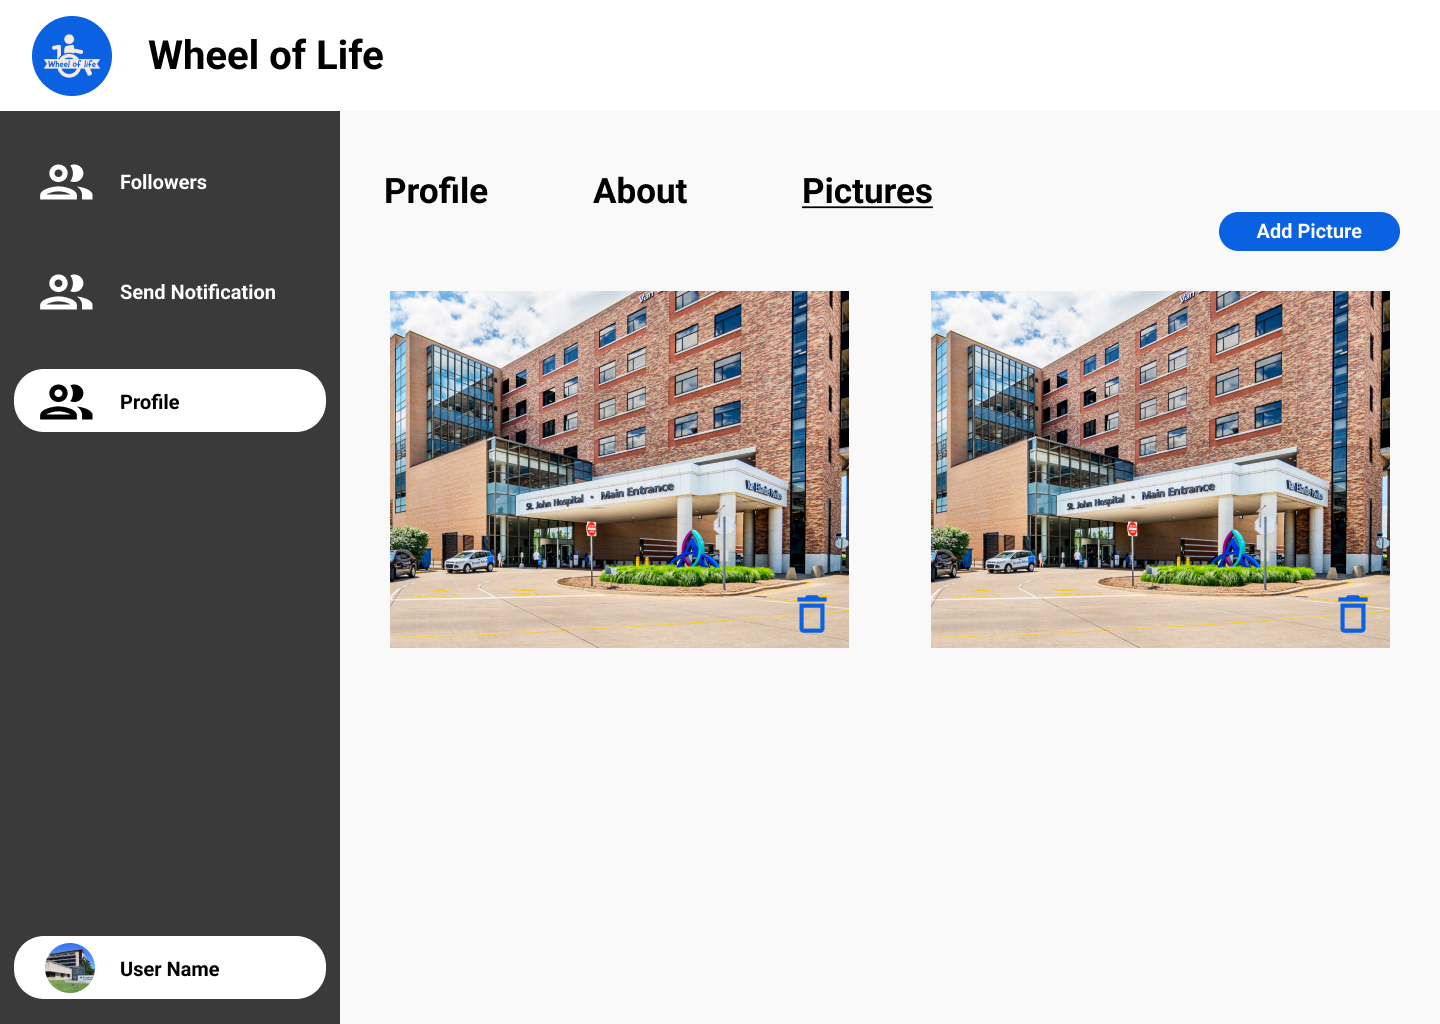 Wheel of life
Wheel of Life
Followers
Send Notification
Profile
User Name
Profile
About
Pictures
Add Picture
St. John Hospital • Main Entrance
St. John Hospital • Main Entrance